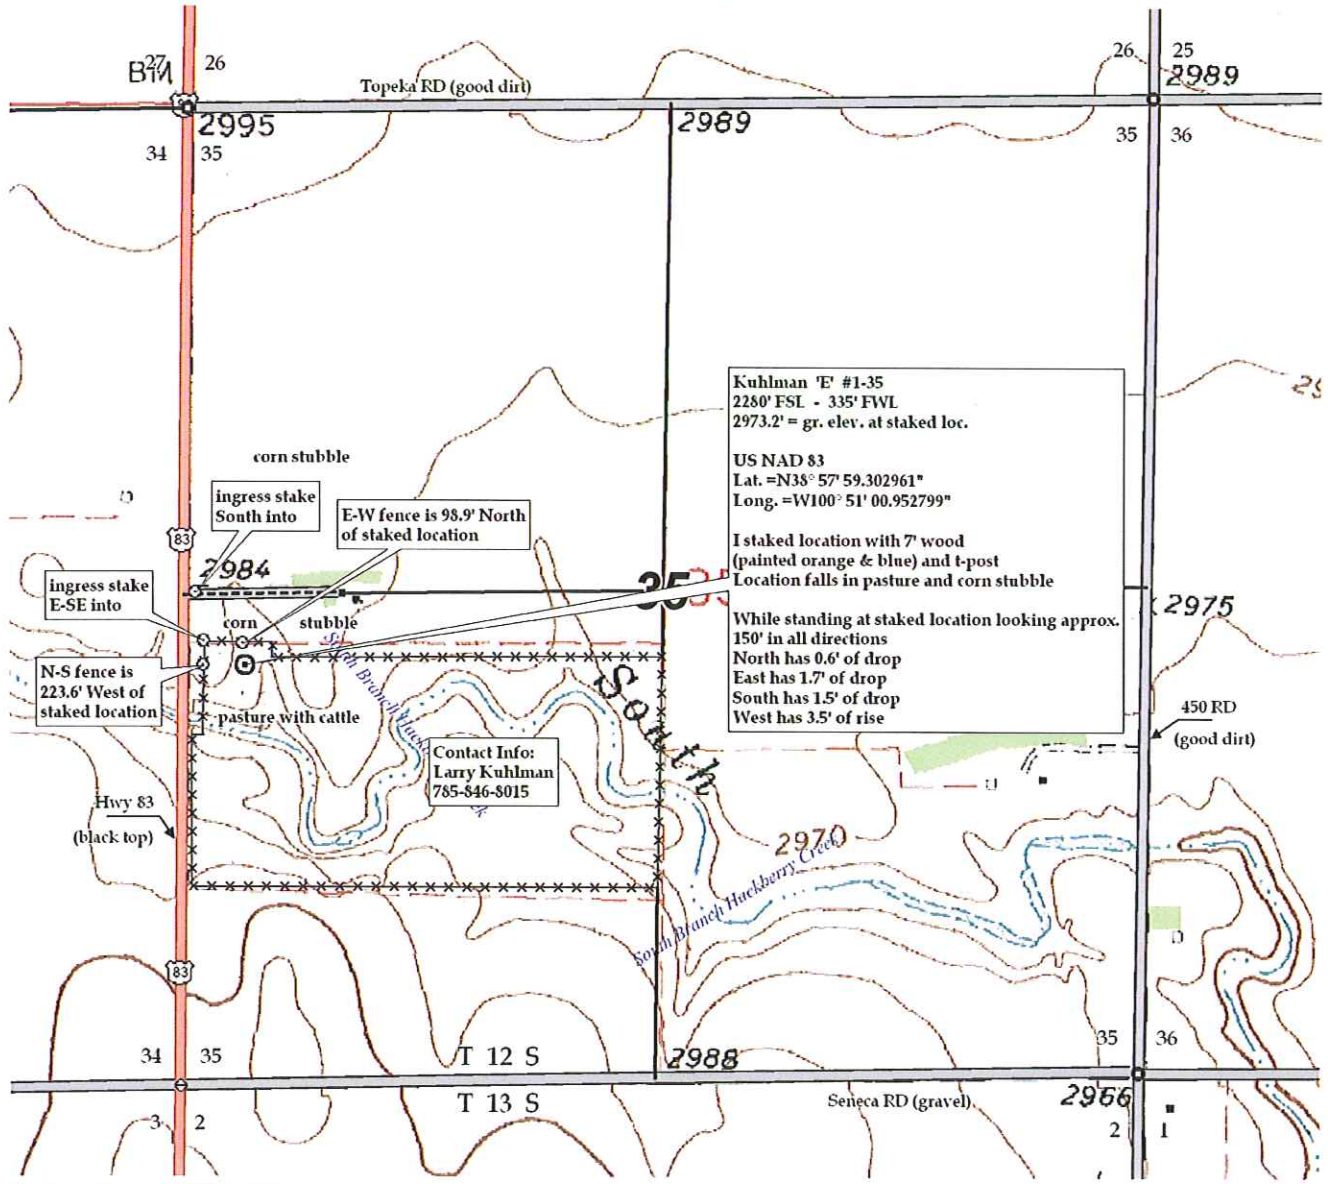 27
26
26
25
BM
2989
Topeka RD (good dirt)
2995
2989
34
35
35
36
Kuhlman 'E' #1-35
2280' FSL - 335' FWL
2973.2' = gr. elev. at staked loc.
US NAD 83
Lat. =N38° 57' 59.302961"
Long. =W100° 51' 00.952799"
I staked location with 7' wood
(painted orange & blue) and t-post
Location falls in pasture and corn stubble
While standing at staked location looking approx.
150' in all directions
North has 0.6' of drop
East has 1.7' of drop
South has 1.5' of drop
West has 3.5' of rise
corn stubble
ingress stake
South into
E-W fence is 98.9' North
of staked location
83
2984
ingress stake
E-SE into
35
2975
corn
stubble
N-S fence is
223.6' West of
staked location
South
450 RD
(good dirt)
pasture with cattle
Contact Info:
Larry Kuhlman
785-846-8015
Hwy 83
(black top)
2970
South Branch Hackberry Creek
83
34
35
T 12 S
2988
35
36
T 13 S
Seneca RD (gravel)
2966
3
2
2
1